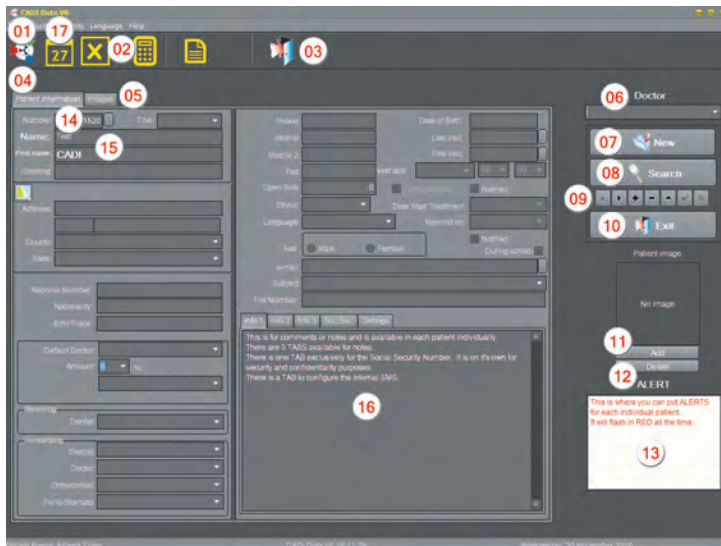 CADI Data V6
Language Help
01
17
02
03
27
04
05
06
Doctor
Patient information
Images
Number
14
1520
Title
Name:
Test
15
First name:
CADI
Greeting
Address
Country
State
National Number
Nationality
Birth Place
Default Doctor
Amount
0
%
Referring
Dentist
Forwarding
Dentist
Doctor
Orthodontist
Phone
Date of Birth
Mobile
Last Visit
Mobile 2
First Visit
Fax
Next app
00
00
Open Bills
Notified
Ethnic
Date Start Treatment
Language
Sex
Male
Female
Notified
During school
Subject
Info 1
Info 2
Info 3
Soc.Sec.
Settings
This is for comments or notes and is available in each patient individually.
There are 3 TABS available for notes.
There is one TAB exclusively for the Social Security Number. It is on it's own for
security and confidentiality purposes.
There is a TAB to configure the internal SMS.
16
07
New
08
Search
09
10
Exit
Patient image
No image
11
Add
12
Delete
ALERT
This is where you can put ALERTS
for each individual patient.
It will flash in RED all the time.
13